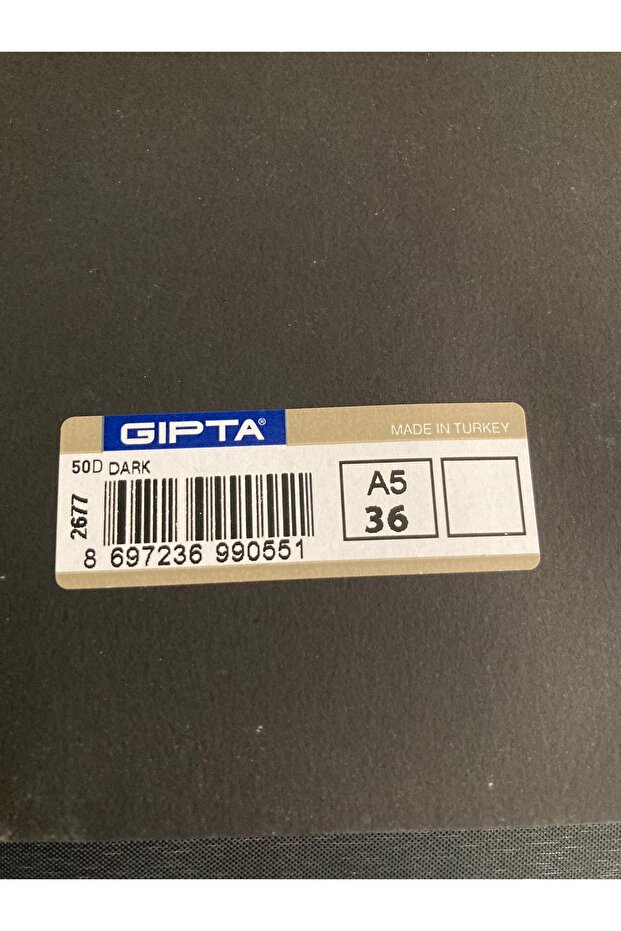 GIPTA®
MADE IN TURKEY
50D DARK
2677
8 697236 990551
A5
36